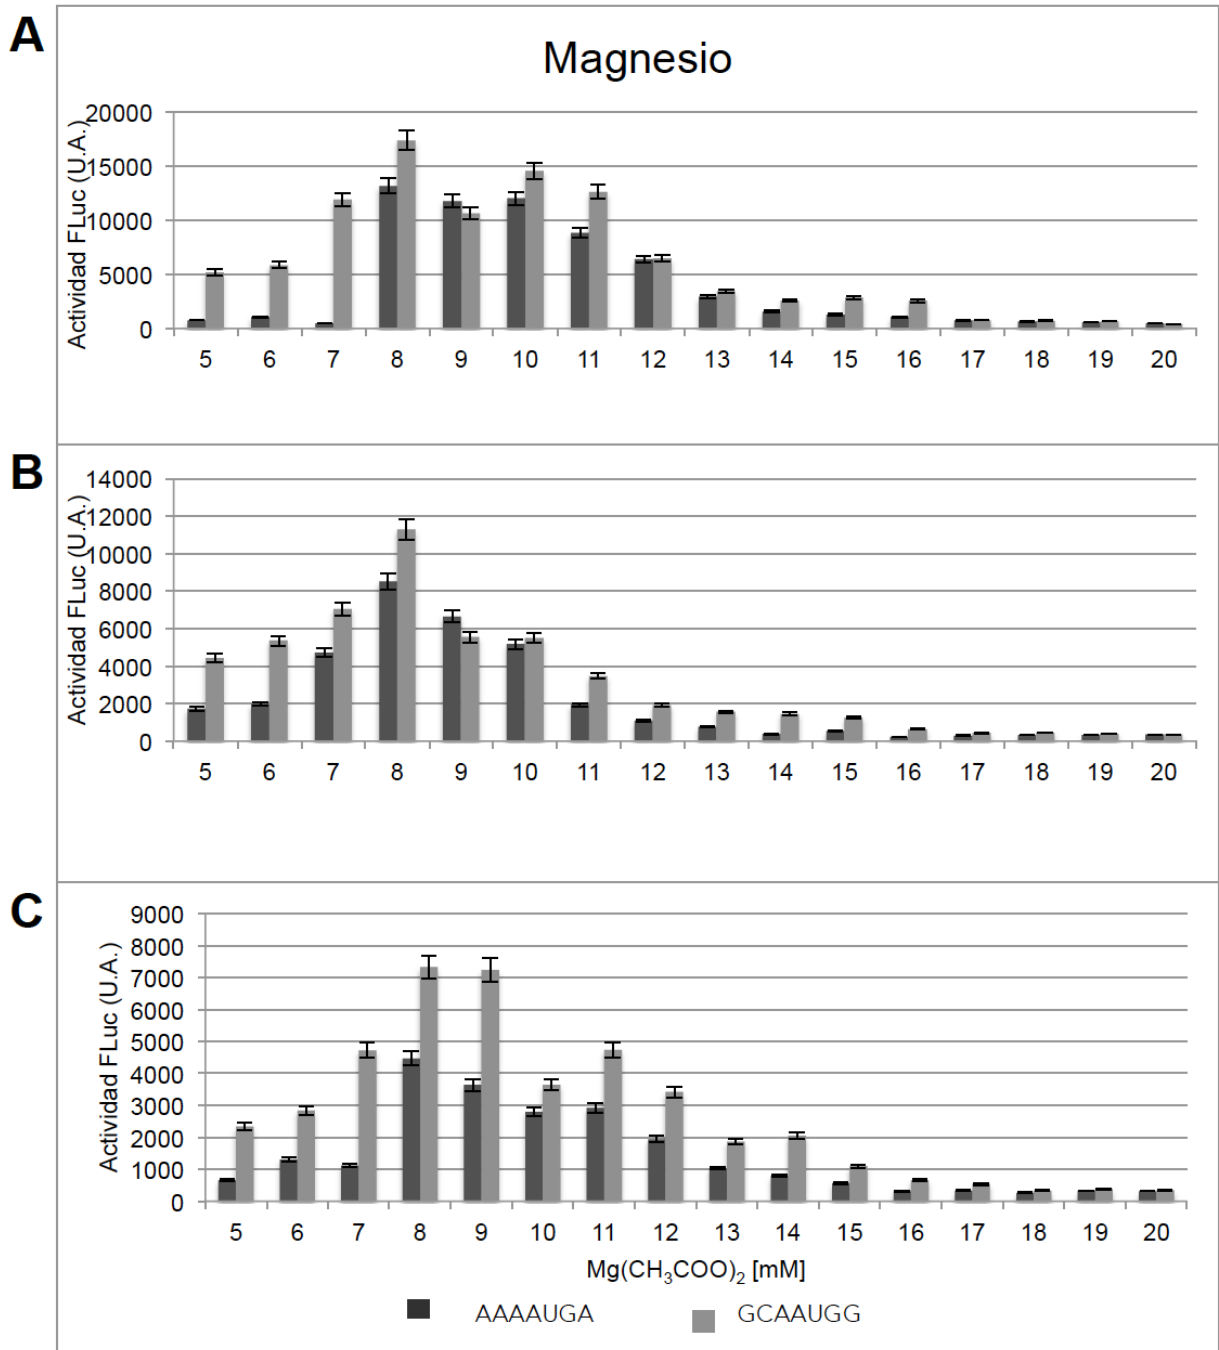 A
Magnesio
Actividad FLuc (U.A.)
20000
15000
10000
5000
0
5 6 7 8 9 10 11 12 13 14 15 16 17 18 19 20
B
Actividad FLuc (U.A.)
14000
12000
10000
8000
6000
4000
2000
0
5 6 7 8 9 10 11 12 13 14 15 16 17 18 19 20
C
Actividad FLuc (U.A.)
9000
8000
7000
6000
5000
4000
3000
2000
1000
0
5 6 7 8 9 10 11 12 13 14 15 16 17 18 19 20
Mg(CH₃COO)₂ [mM]
AAAAUGA GCAAUGG